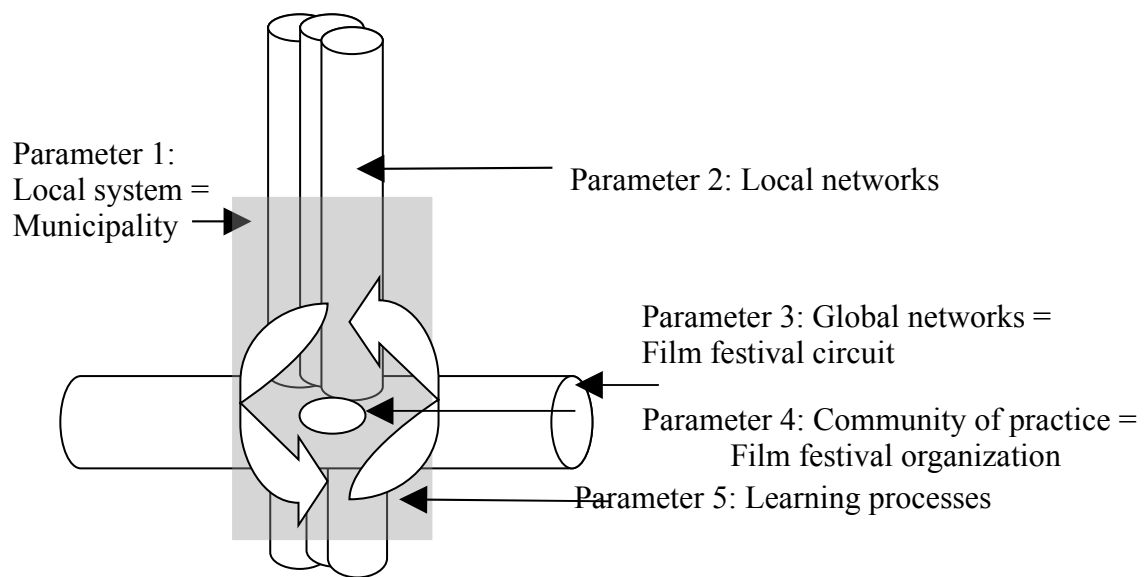 Parameter 1:
Local system =
Municipality
Parameter 2: Local networks
Parameter 3: Global networks =
Film festival circuit
Parameter 4: Community of practice =
Film festival organization
Parameter 5: Learning processes